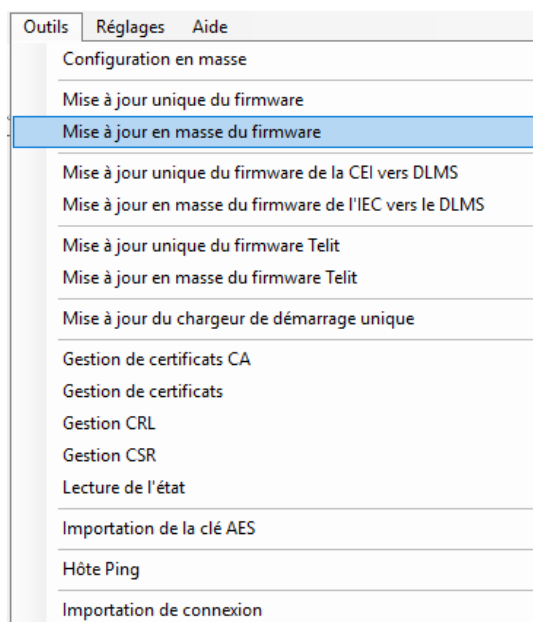 Outils Réglages Aide
Configuration en masse
Mise à jour unique du firmware
Mise à jour en masse du firmware
Mise à jour unique du firmware de la CEI vers DLMS
Mise à jour en masse du firmware de l'IEC vers le DLMS
Mise à jour unique du firmware Telit
Mise à jour en masse du firmware Telit
Mise à jour du chargeur de démarrage unique
Gestion de certificats CA
Gestion de certificats
Gestion CRL
Gestion CSR
Lecture de l'état
Importation de la clé AES
Hôte Ping
Importation de connexion